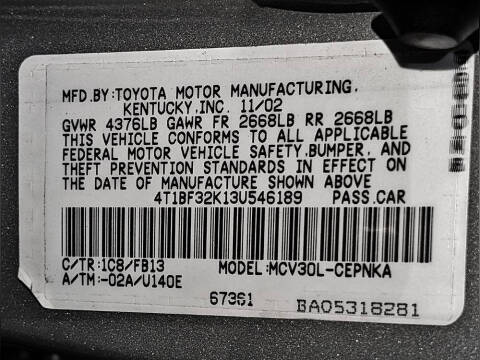 MFD.BY:TOYOTA MOTOR MANUFACTURING.
KENTUCKY.INC. 11/02
GVWR 4376LB GAWR FR 2668LB RR 2668LB
THIS VEHICLE CONFORMS TO ALL APPLICABLE
FEDERAL MOTOR VEHICLE SAFETY.BUMPER, AND
THEFT PREVENTION STANDARDS IN EFFECT ON
THE DATE OF MANUFACTURE SHOWN ABOVE
4T1BF32K13U546189 PASS.CAR
C/TR:1C8/FB13 MODEL:MCV30L-CEPNKA
A/TM:-02A/U140E
67361 BA05318281